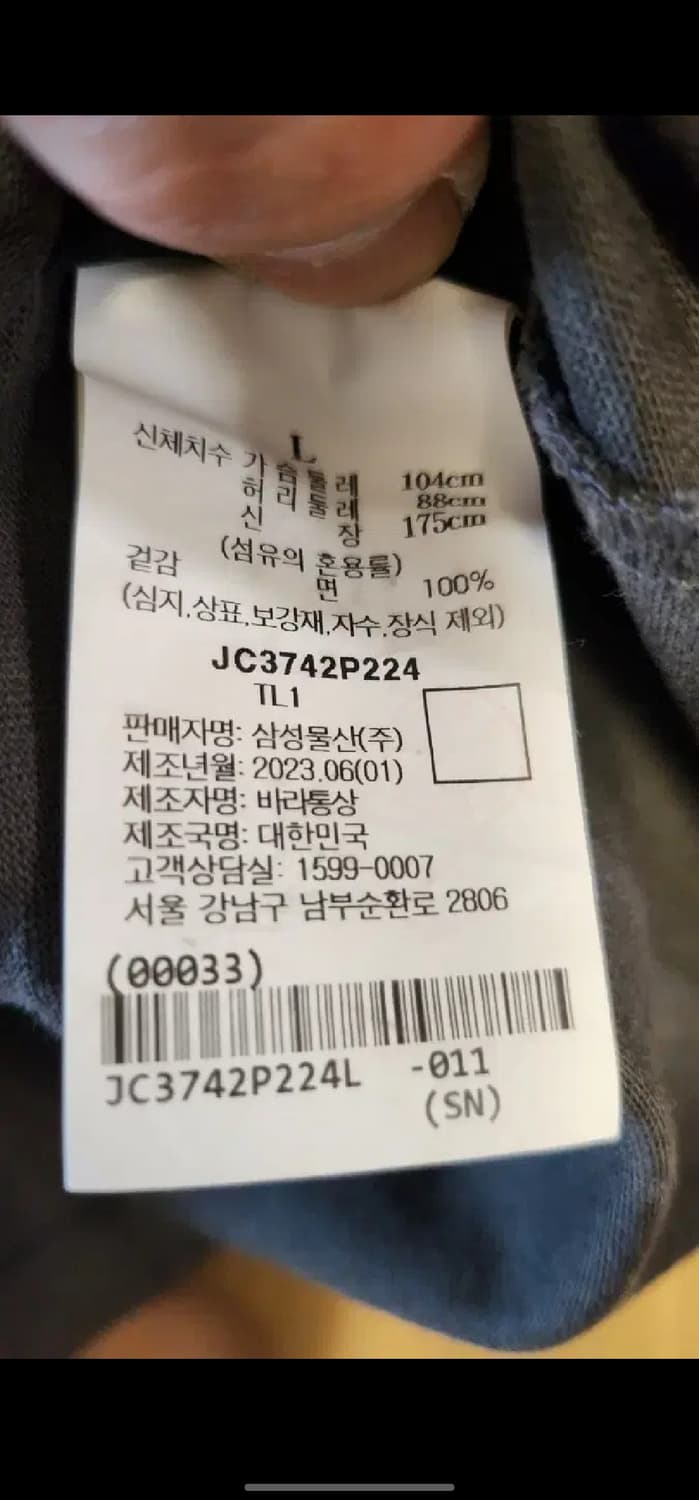 L
신체치수 가슴둘레 104cm
허리둘레 88cm
신장 175cm
(섬유의 혼용률)
겉감 면 100%
(심지.상표.보강재.자수.장식 제외)
JC3742P224
TL1
판매자명: 삼성물산(주)
제조년월: 2023.06(01)
제조자명: 바라통상
제조국명: 대한민국
고객상담실: 1599-0007
서울 강남구 남부순환로 2806
(00033)
JC3742P224L -011
(SN)